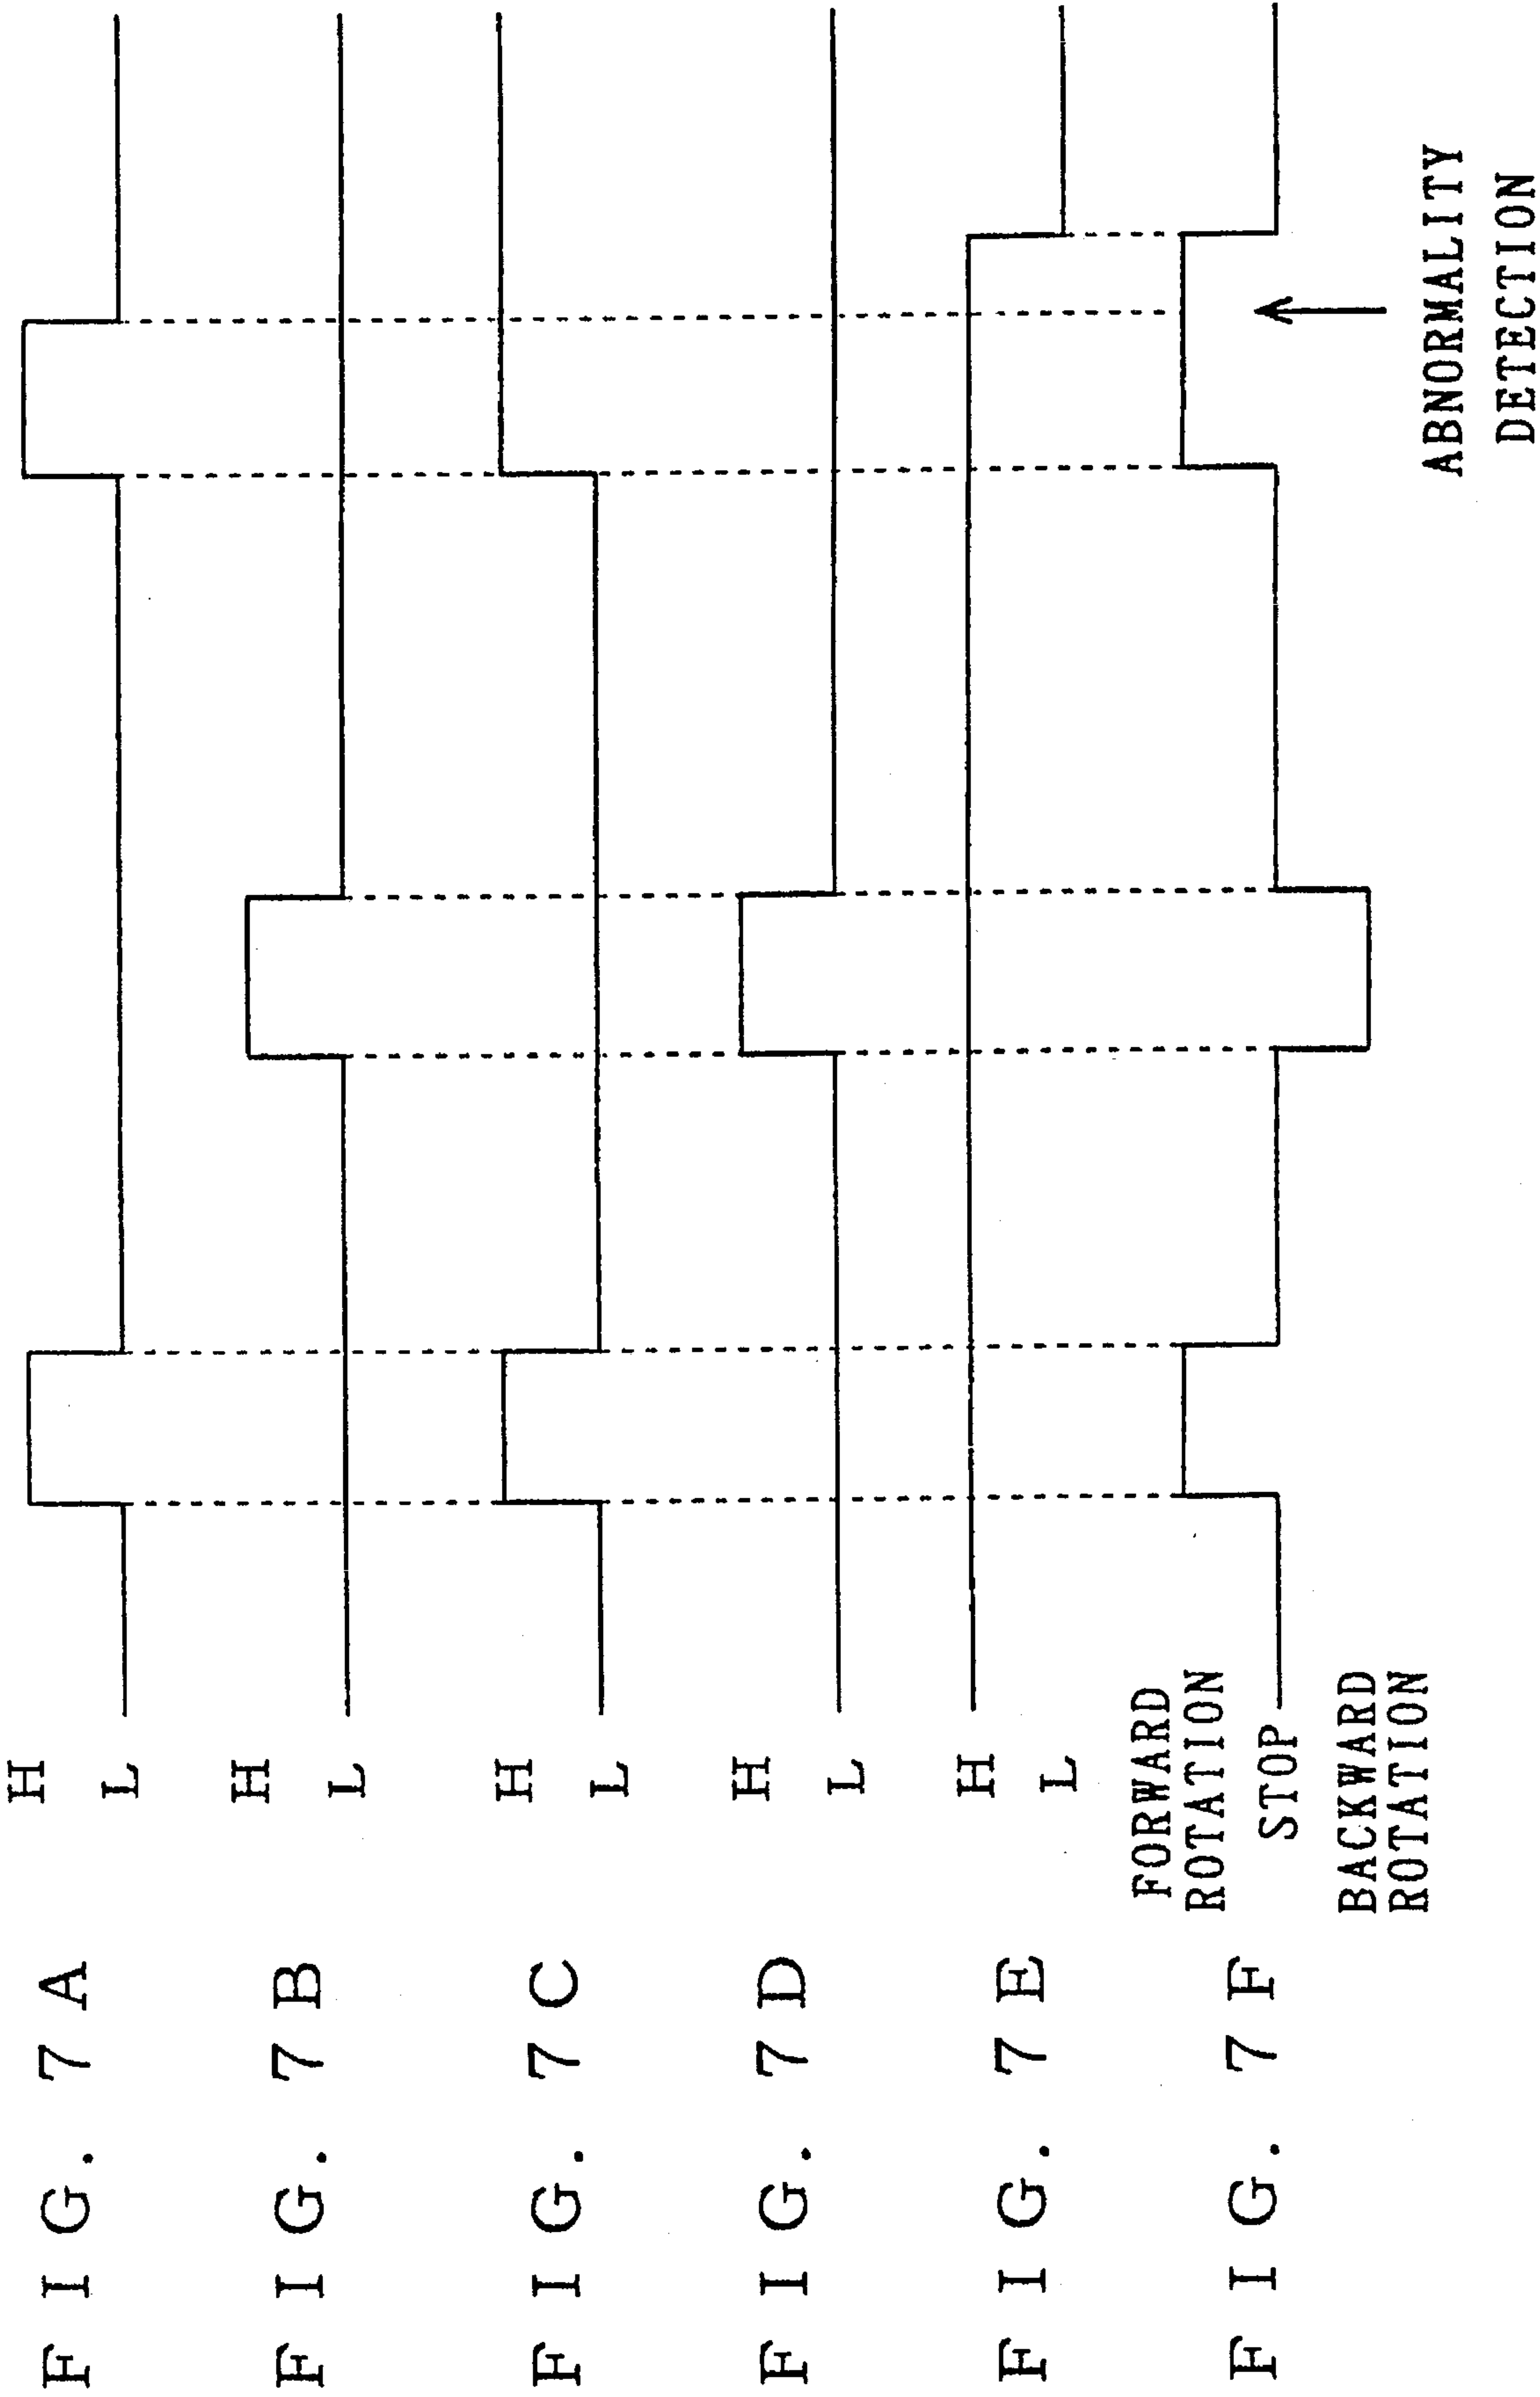 FIG. 7A
H
L
FIG. 7B
H
L
FIG. 7C
H
L
FIG. 7D
H
L
FIG. 7E
H
L
FIG. 7F
FORWARD
ROTATION
STOP
BACKWARD
ROTATION
ABNORMALITY
DETECTION